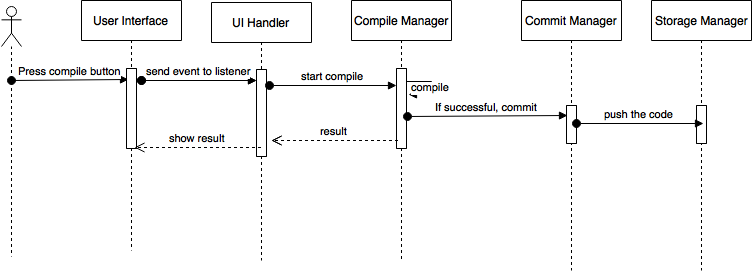 User Interface
UI Handler
Compile Manager
Commit Manager
Storage Manager
Press compile button
send event to listener
start compile
compile
If successful, commit
push the code
result
show result